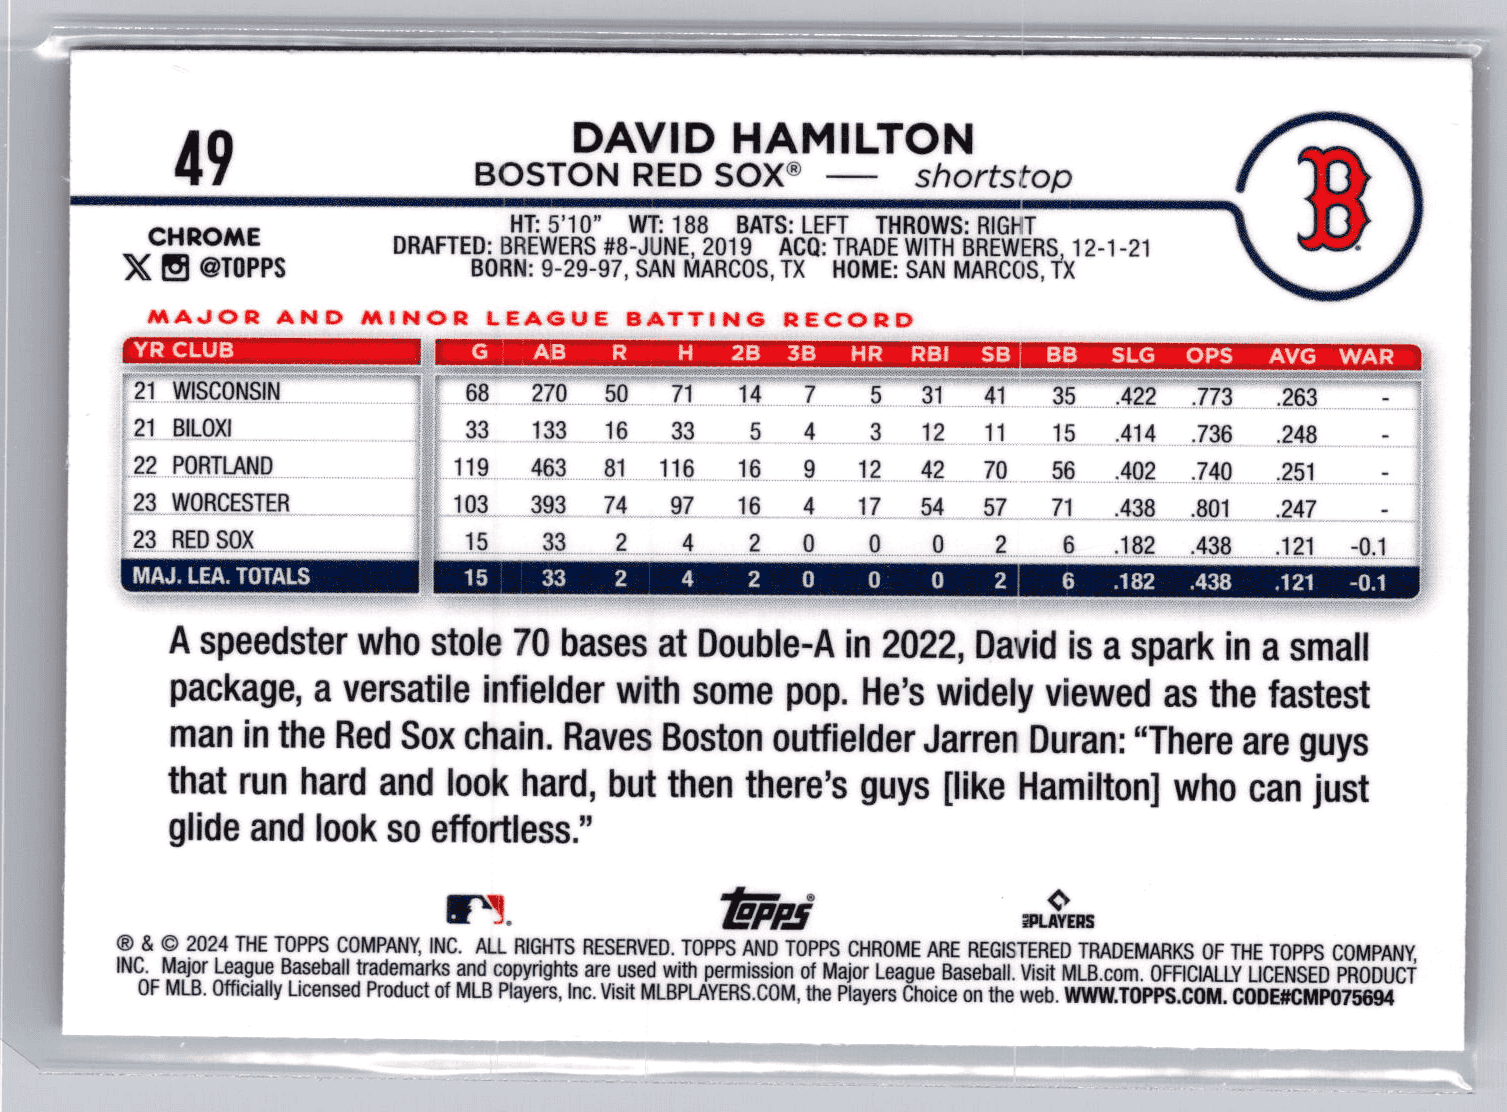 49
DAVID HAMILTON
BOSTON RED SOX® — shortstop
B
CHROME
X @TOPPS
HT: 5'10" WT: 188 BATS: LEFT THROWS: RIGHT
DRAFTED: BREWERS #8-JUNE, 2019 ACQ: TRADE WITH BREWERS, 12-1-21
BORN: 9-29-97, SAN MARCOS, TX HOME: SAN MARCOS, TX
MAJOR AND MINOR LEAGUE BATTING RECORD
YR CLUB G AB R H 2B 3B HR RBI SB BB SLG OPS AVG WAR
21 WISCONSIN 68 270 50 71 14 7 5 31 41 35 .422 .773 .263 -
21 BILOXI 33 133 16 33 5 4 3 12 11 15 .414 .736 .248 -
22 PORTLAND 119 463 81 116 16 9 12 42 70 56 .402 .740 .251 -
23 WORCESTER 103 393 74 97 16 4 17 54 57 71 .438 .801 .247 -
23 RED SOX 15 33 2 4 2 0 0 0 2 6 .182 .438 .121 -0.1
MAJ. LEA. TOTALS 15 33 2 4 2 0 0 0 2 6 .182 .438 .121 -0.1
A speedster who stole 70 bases at Double-A in 2022, David is a spark in a small
package, a versatile infielder with some pop. He's widely viewed as the fastest
man in the Red Sox chain. Raves Boston outfielder Jarren Duran: “There are guys
that run hard and look hard, but then there's guys [like Hamilton] who can just
glide and look so effortless.”
Topps®
MLB PLAYERS
® & © 2024 THE TOPPS COMPANY, INC. ALL RIGHTS RESERVED. TOPPS AND TOPPS CHROME ARE REGISTERED TRADEMARKS OF THE TOPPS COMPANY,
INC. Major League Baseball trademarks and copyrights are used with permission of Major League Baseball. Visit MLB.com. OFFICIALLY LICENSED PRODUCT
OF MLB. Officially Licensed Product of MLB Players, Inc. Visit MLBPLAYERS.COM, the Players Choice on the web. WWW.TOPPS.COM. CODE#CMP075694